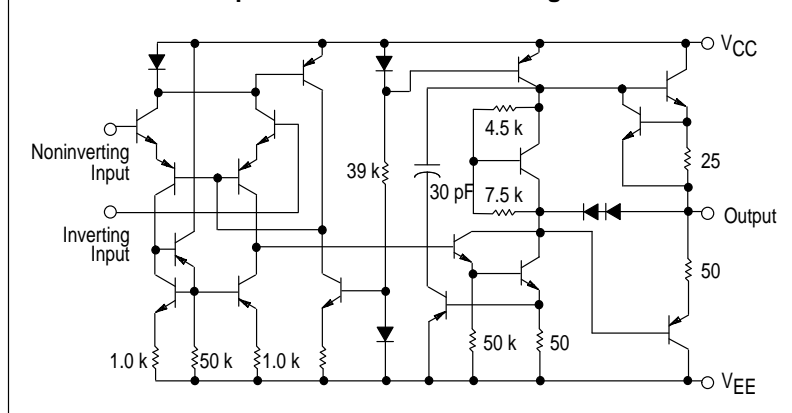 VCC
4.5 k
Noninverting
Input
25
39 k
30 pF
7.5 k
Output
Inverting
Input
50
1.0 k
50 k
1.0 k
50 k
50
VEE